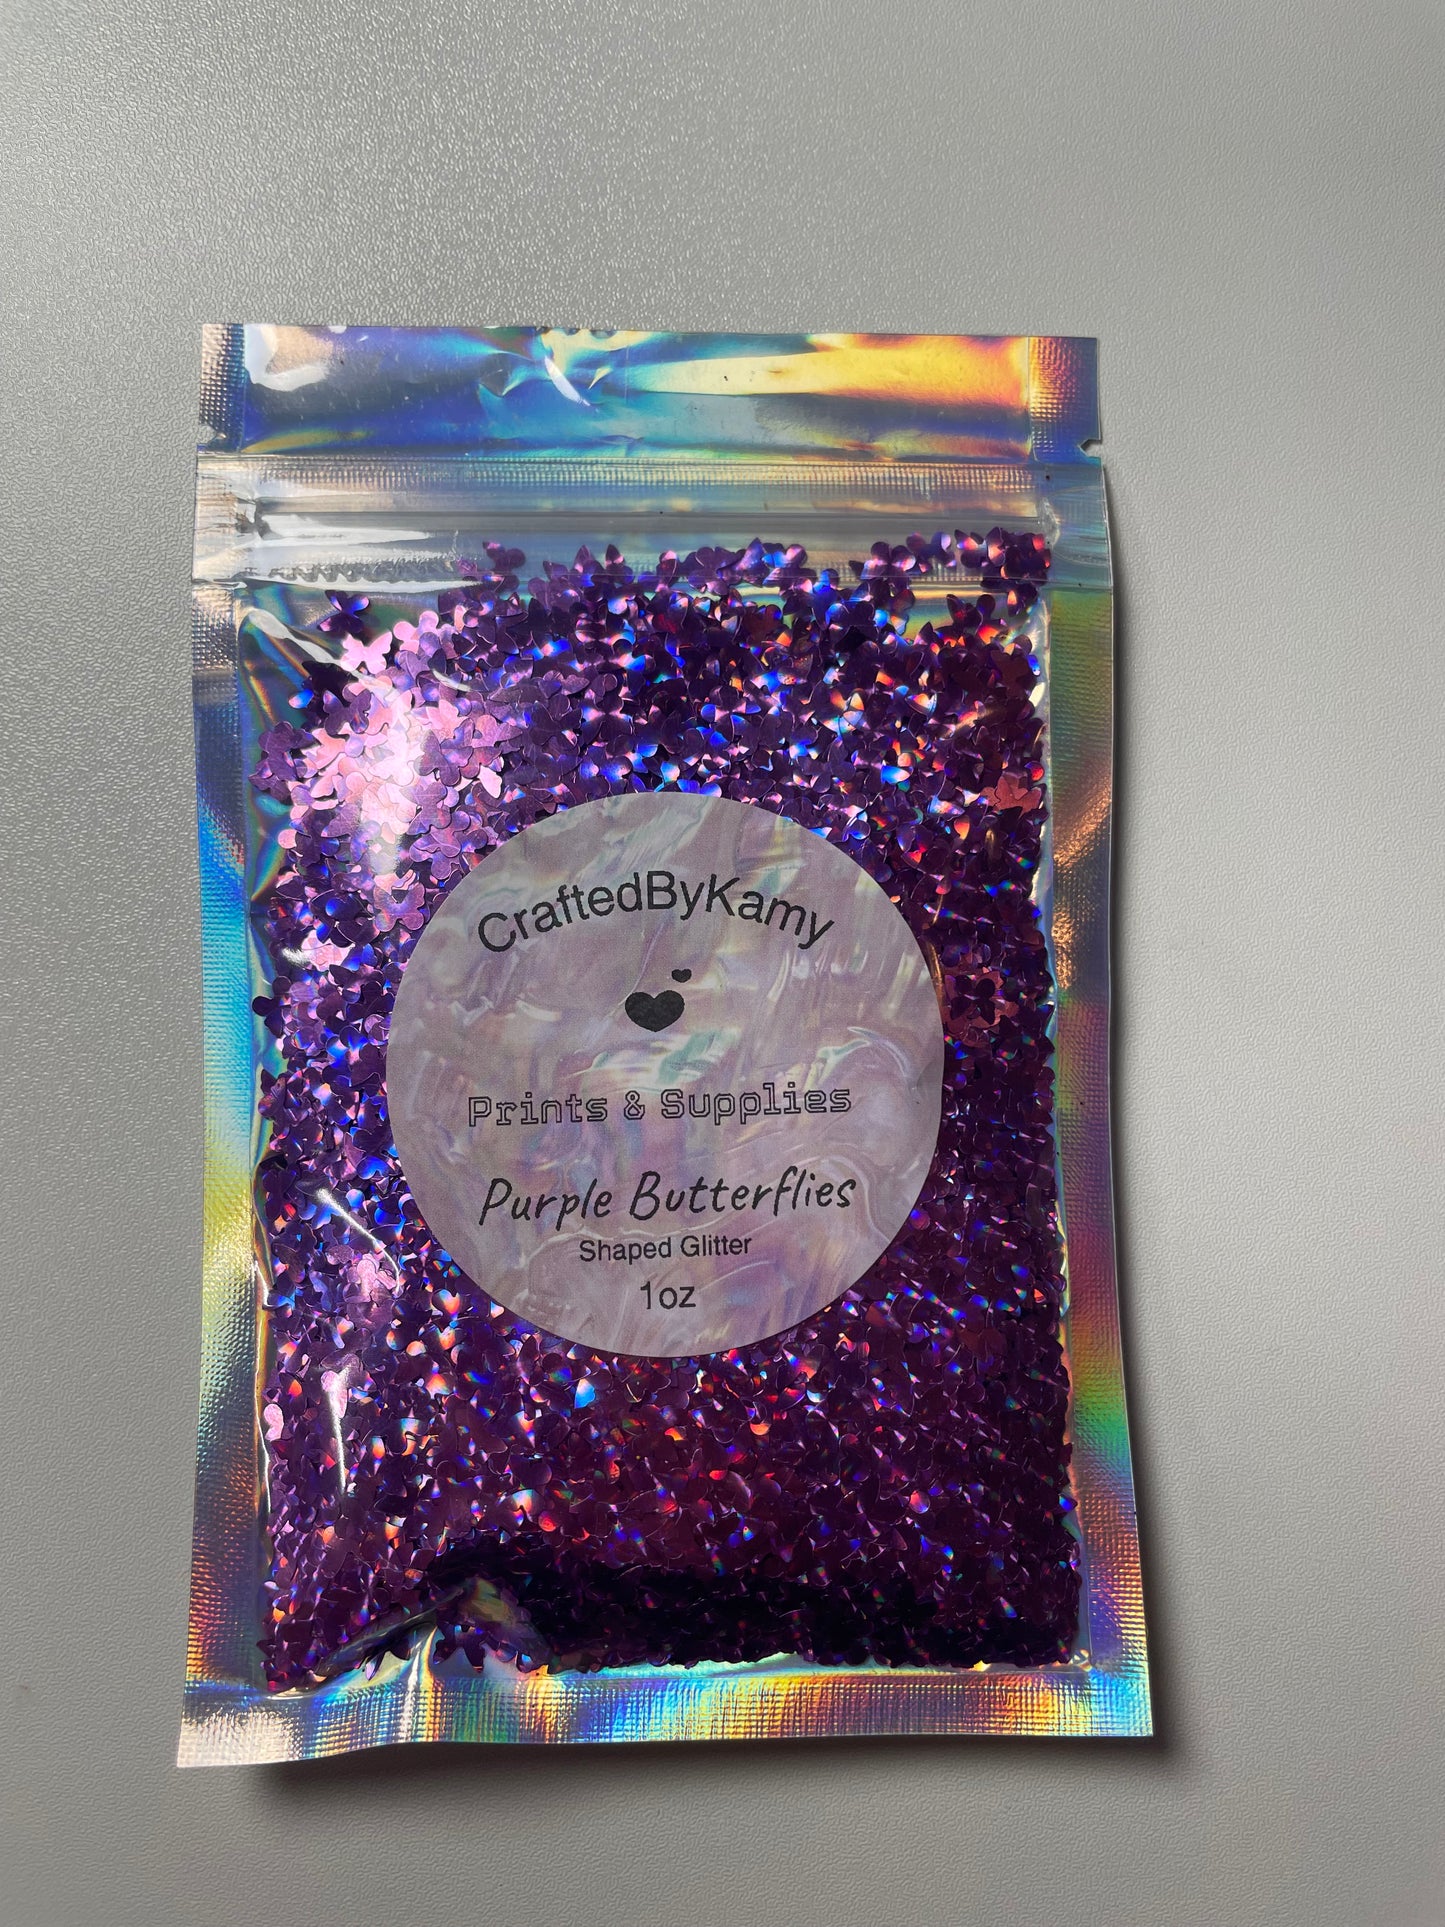 CraftedByKamy
Prints & Supplies
Purple Butterflies
Shaped Glitter
1oz